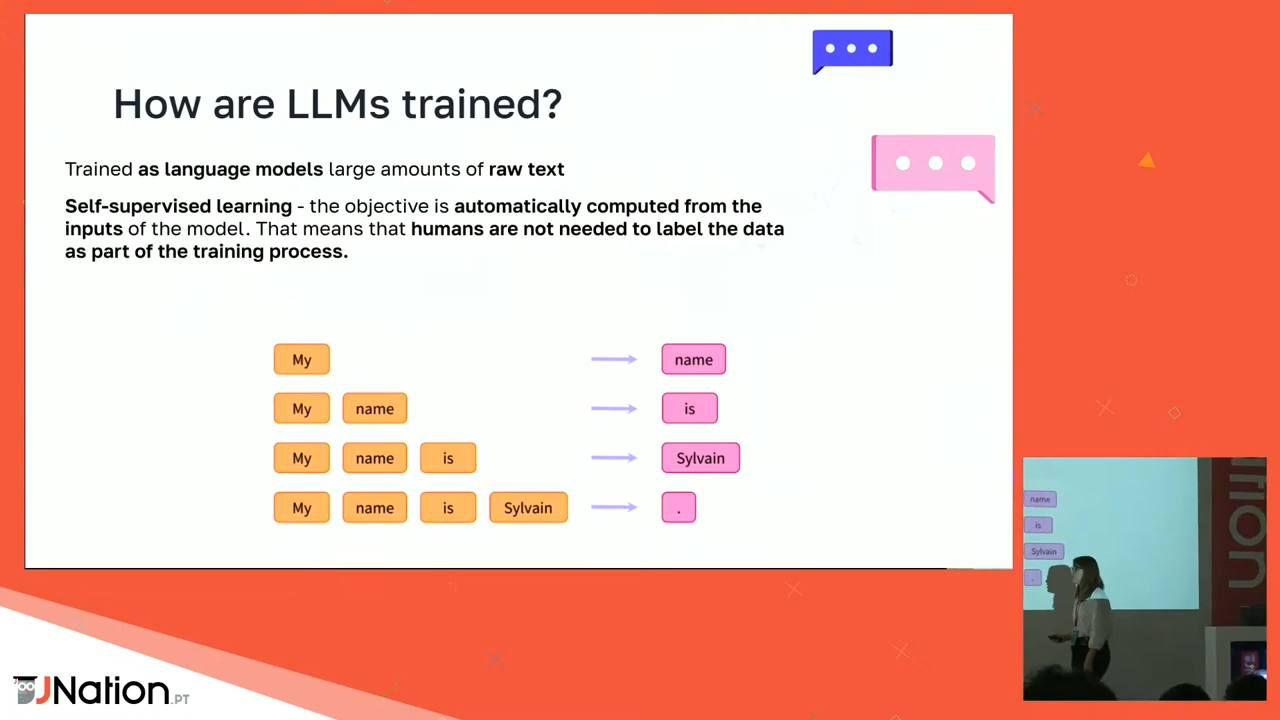 How are LLMs trained?
Trained as language models large amounts of raw text
Self-supervised learning - the objective is automatically computed from the
inputs of the model. That means that humans are not needed to label the data
as part of the training process.
My name
My name is
My name is Sylvain
My name is Sylvain .
name
is
Sylvain
.
JNation.PT